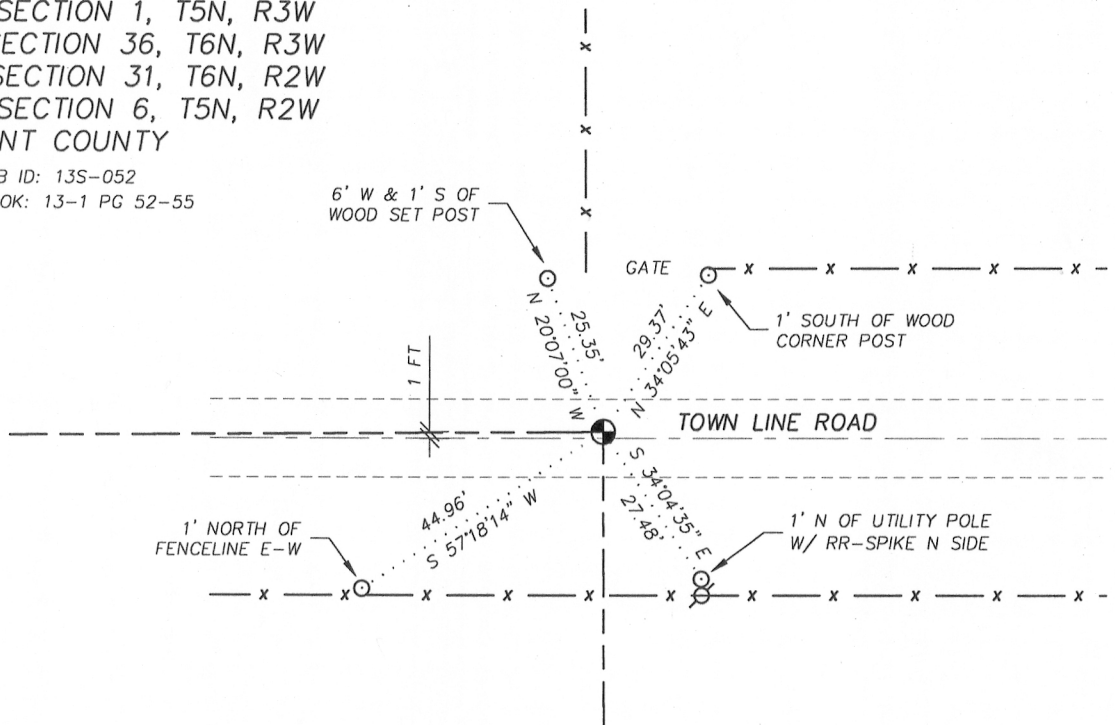 SECTION 1, T5N, R3W
SECTION 36, T6N, R3W
SECTION 31, T6N, R2W
SECTION 6, T5N, R2W
NT COUNTY
B ID: 13S-052
OK: 13-1 PG 52-55
6' W & 1' S OF
WOOD SET POST
GATE
1' SOUTH OF WOOD
CORNER POST
25.35'
N 20°07'00" W
29.37'
N 34°05'43" E
1 FT
TOWN LINE ROAD
44.96'
S 57°18'14" W
S 34°04'35" E
27.48'
1' NORTH OF
FENCELINE E-W
1' N OF UTILITY POLE
W/ RR-SPIKE N SIDE